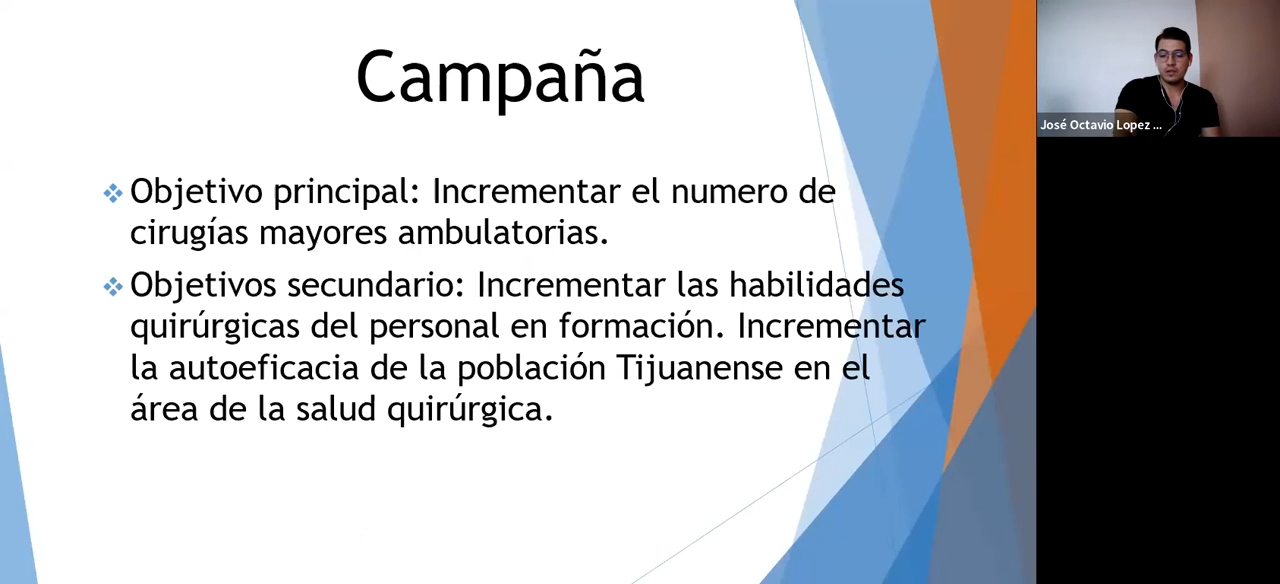 Campaña
Objetivo principal: Incrementar el numero de
cirugías mayores ambulatorias.
Objetivos secundario: Incrementar las habilidades
quirúrgicas del personal en formación. Incrementar
la autoeficacia de la población Tijuanense en el
área de la salud quirúrgica.
José Octavio Lopez ...